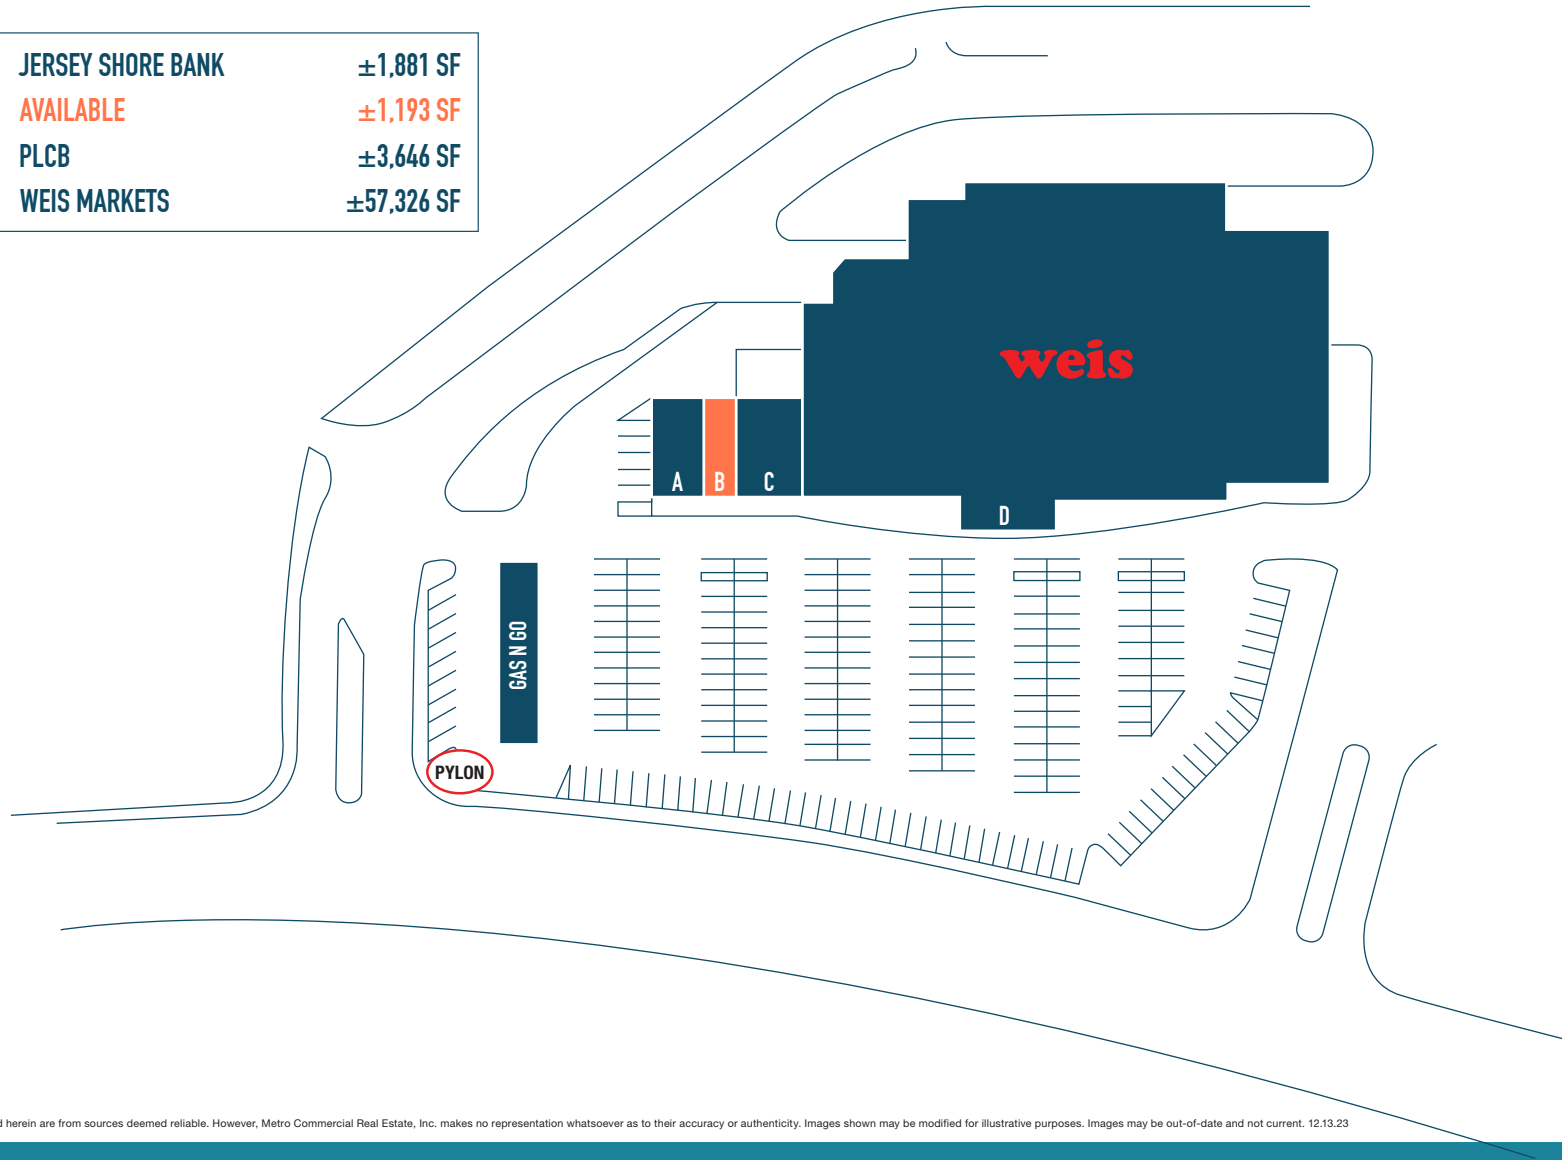 JERSEY SHORE BANK ±1,881 SF
AVAILABLE ±1,193 SF
PLCB ±3,646 SF
WEIS MARKETS ±57,326 SF
weis
A
B
C
D
GAS N GO
PYLON
herein are from sources deemed reliable. However, Metro Commercial Real Estate, Inc. makes no representation whatsoever as to their accuracy or authenticity. Images shown may be modified for illustrative purposes. Images may be out-of-date and not current. 12.13.23